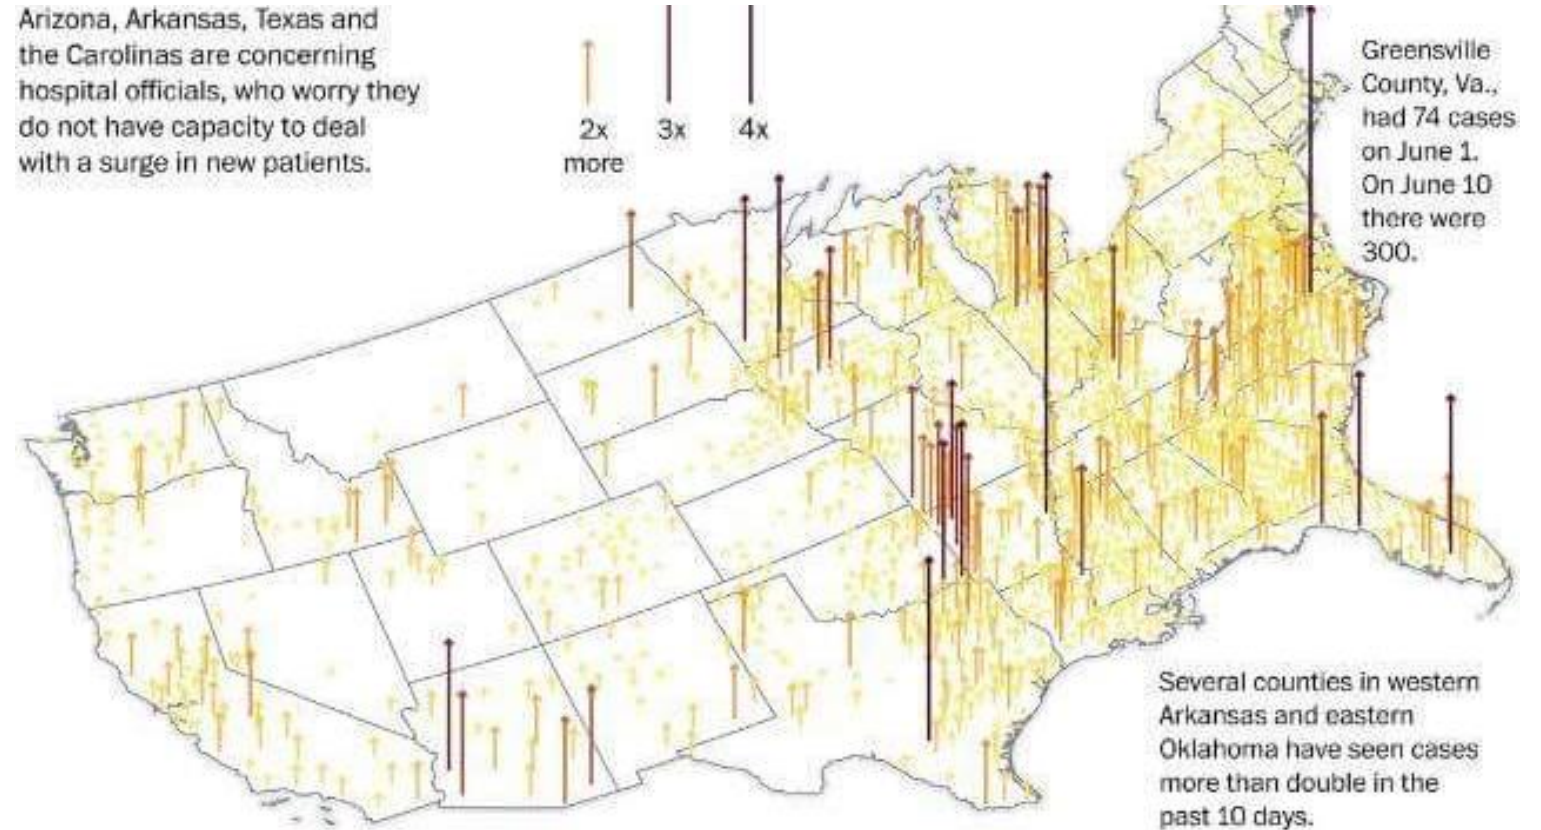 Arizona, Arkansas, Texas and
the Carolinas are concerning
hospital officials, who worry they
do not have capacity to deal
with a surge in new patients.
2x
more
3x
4x
Greensville
County, Va.,
had 74 cases
on June 1.
On June 10
there were
300.
Several counties in western
Arkansas and eastern
Oklahoma have seen cases
more than double in the
past 10 days.